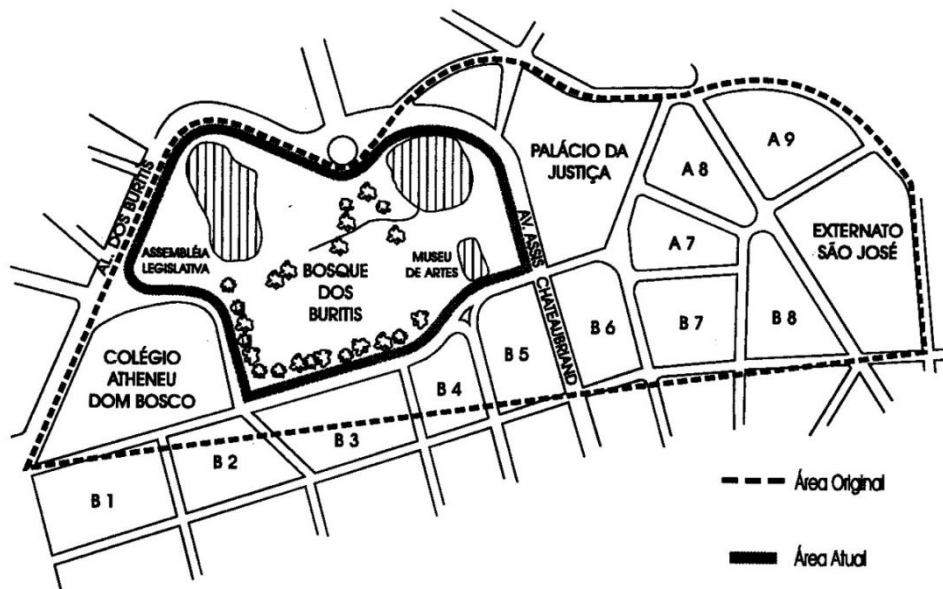 AL. DOS BURITIS
ASSEMBLÉIA
LEGISLATIVA
BOSQUE
DOS
BURITIS
MUSEU
DE ARTES
AV. ASSIS CHATEAUBRIAND
PALÁCIO DA
JUSTIÇA
A 9
A 8
A 7
EXTERNATO
SÃO JOSÉ
COLÉGIO
ATHENEU
DOM BOSCO
B 1
B 2
B 3
B 4
B 5
B 6
B 7
B 8
Área Original
Área Atual